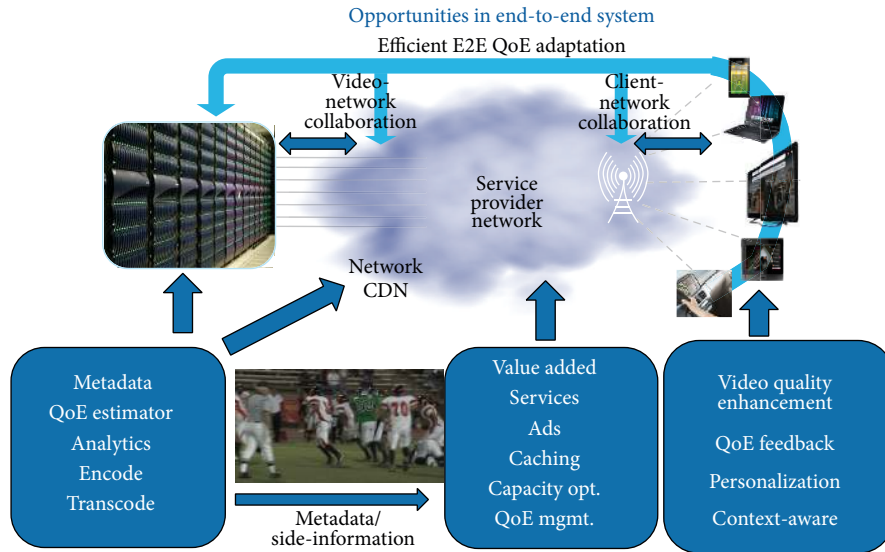 Opportunities in end-to-end system
Efficient E2E QoE adaptation
Video-
network
collaboration
Client-
network
collaboration
Service
provider
network
Network
CDN
Metadata
QoE estimator
Analytics
Encode
Transcode
Metadata/
side-information
Value added
Services
Ads
Caching
Capacity opt.
QoE mgmt.
Video quality
enhancement
QoE feedback
Personalization
Context-aware